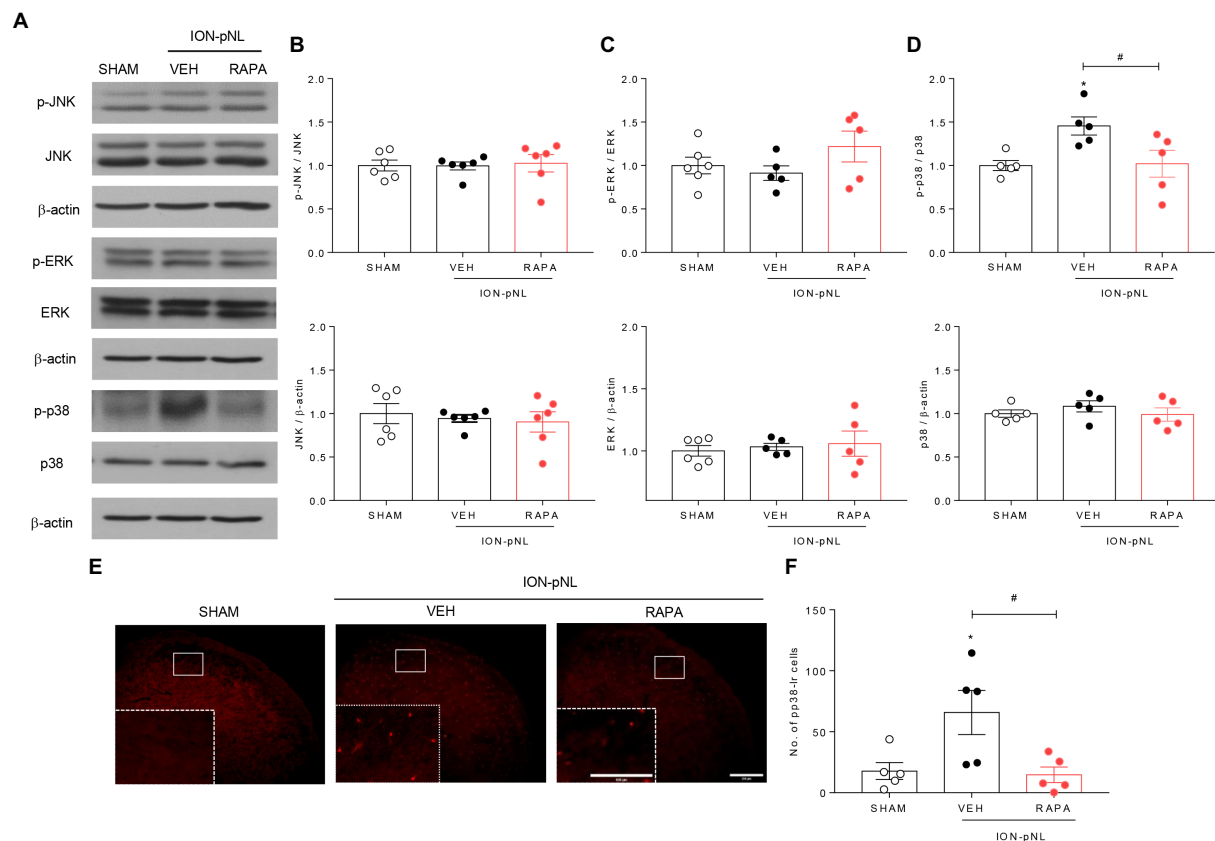 A
ION-pNL
SHAM VEH RAPA
p-JNK
JNK
β-actin
p-ERK
ERK
β-actin
p-p38
p38
β-actin
B
2.0
1.5
1.0
0.5
0.0
p-JNK / JNK
SHAM VEH RAPA
ION-pNL
2.0
1.5
1.0
0.5
0.0
JNK / β-actin
SHAM VEH RAPA
ION-pNL
C
2.0
1.5
1.0
0.5
0.0
p-ERK / ERK
SHAM VEH RAPA
ION-pNL
2.0
1.5
1.0
ERK / β-actin
SHAM VEH RAPA
ION-pNL
D
#
*
2.0
1.5
1.0
0.5
0.0
p-p38 / p38
SHAM VEH RAPA
ION-pNL
2.0
1.5
1.0
0.5
0.0
p38 / β-actin
SHAM VEH RAPA
ION-pNL
E
ION-pNL
SHAM VEH RAPA
F
#
*
150
100
50
0
No. of pp38-Ir cells
SHAM VEH RAPA
ION-pNL